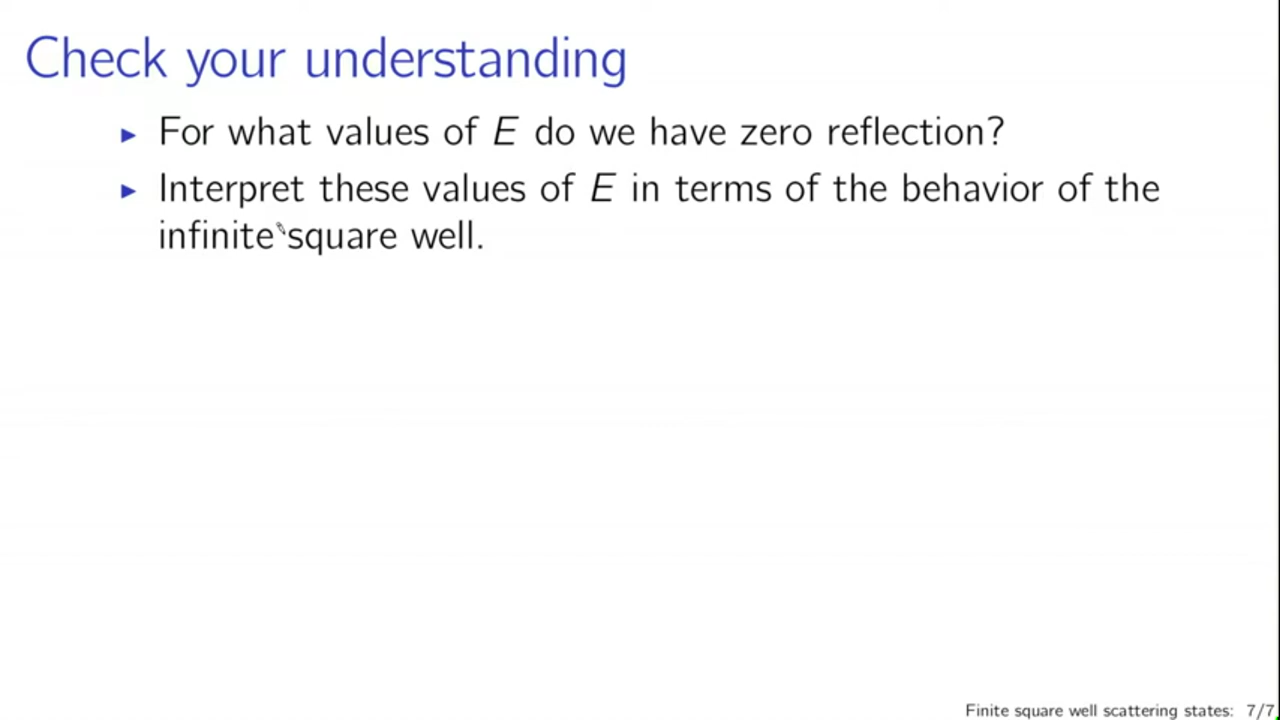 Check your understanding
▶ For what values of E do we have zero reflection?
▶ Interpret these values of E in terms of the behavior of the
infinite square well.
Finite square well scattering states: 7/7